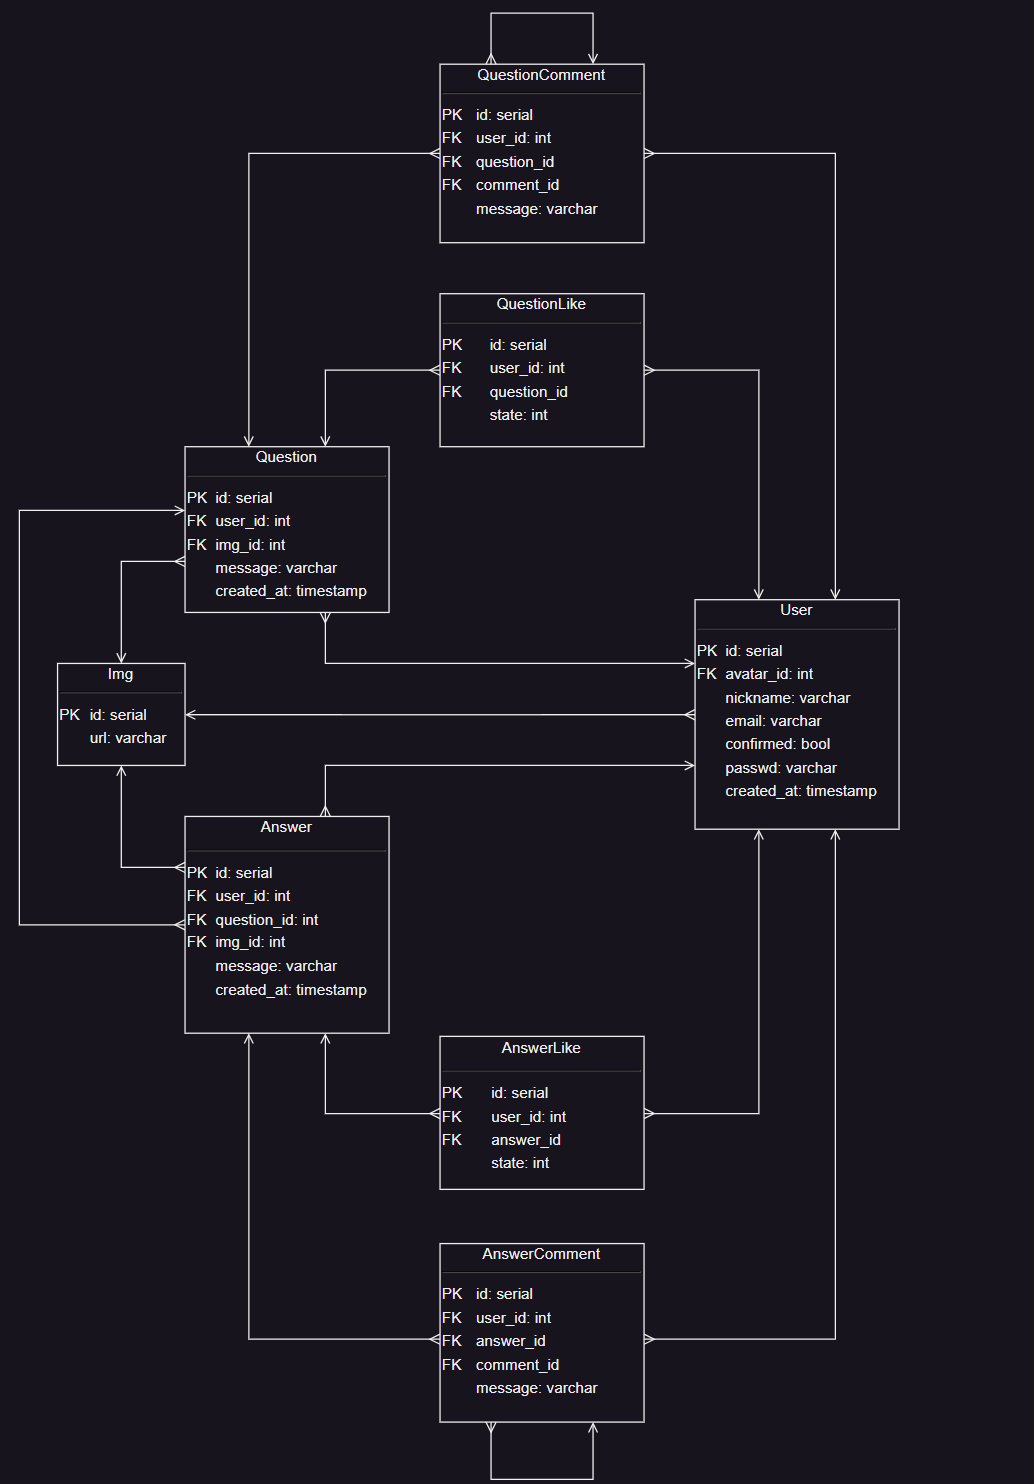 QuestionComment
PK id: serial
FK user_id: int
FK question_id
FK comment_id
message: varchar
QuestionLike
PK id: serial
FK user_id: int
FK question_id
state: int
Question
PK id: serial
FK user_id: int
FK img_id: int
message: varchar
created_at: timestamp
User
PK id: serial
FK avatar_id: int
nickname: varchar
email: varchar
confirmed: bool
passwd: varchar
created_at: timestamp
Img
PK id: serial
url: varchar
Answer
PK id: serial
FK user_id: int
FK question_id: int
FK img_id: int
message: varchar
created_at: timestamp
AnswerLike
PK id: serial
FK user_id: int
FK answer_id
state: int
AnswerComment
PK id: serial
FK user_id: int
FK answer_id
FK comment_id
message: varchar